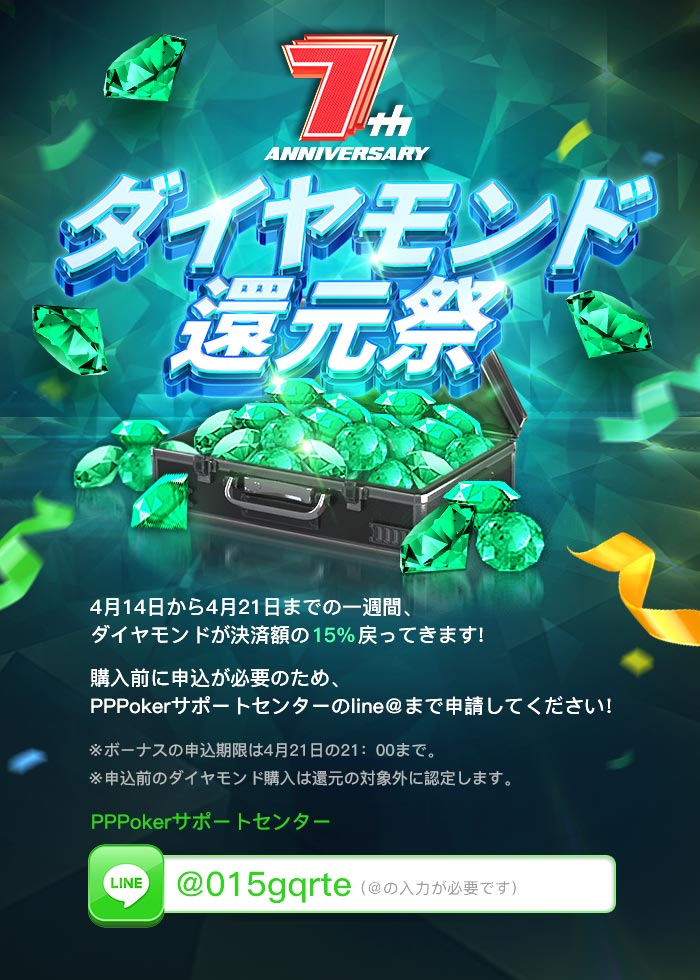 7th
ANNIVERSARY
ダイヤモンド
還元祭
4月14日から4月21日までの一週間、
ダイヤモンドが決済額の15%戻ってきます!
購入前に申込が必要のため、
PPPokerサポートセンターのline@まで申請してください!
※ボーナスの申込期限は4月21日の21：00まで。
※申込前のダイヤモンド購入は還元の対象外に認定します。
PPPokerサポートセンター
LINE @015gqrte (@の入力が必要です)